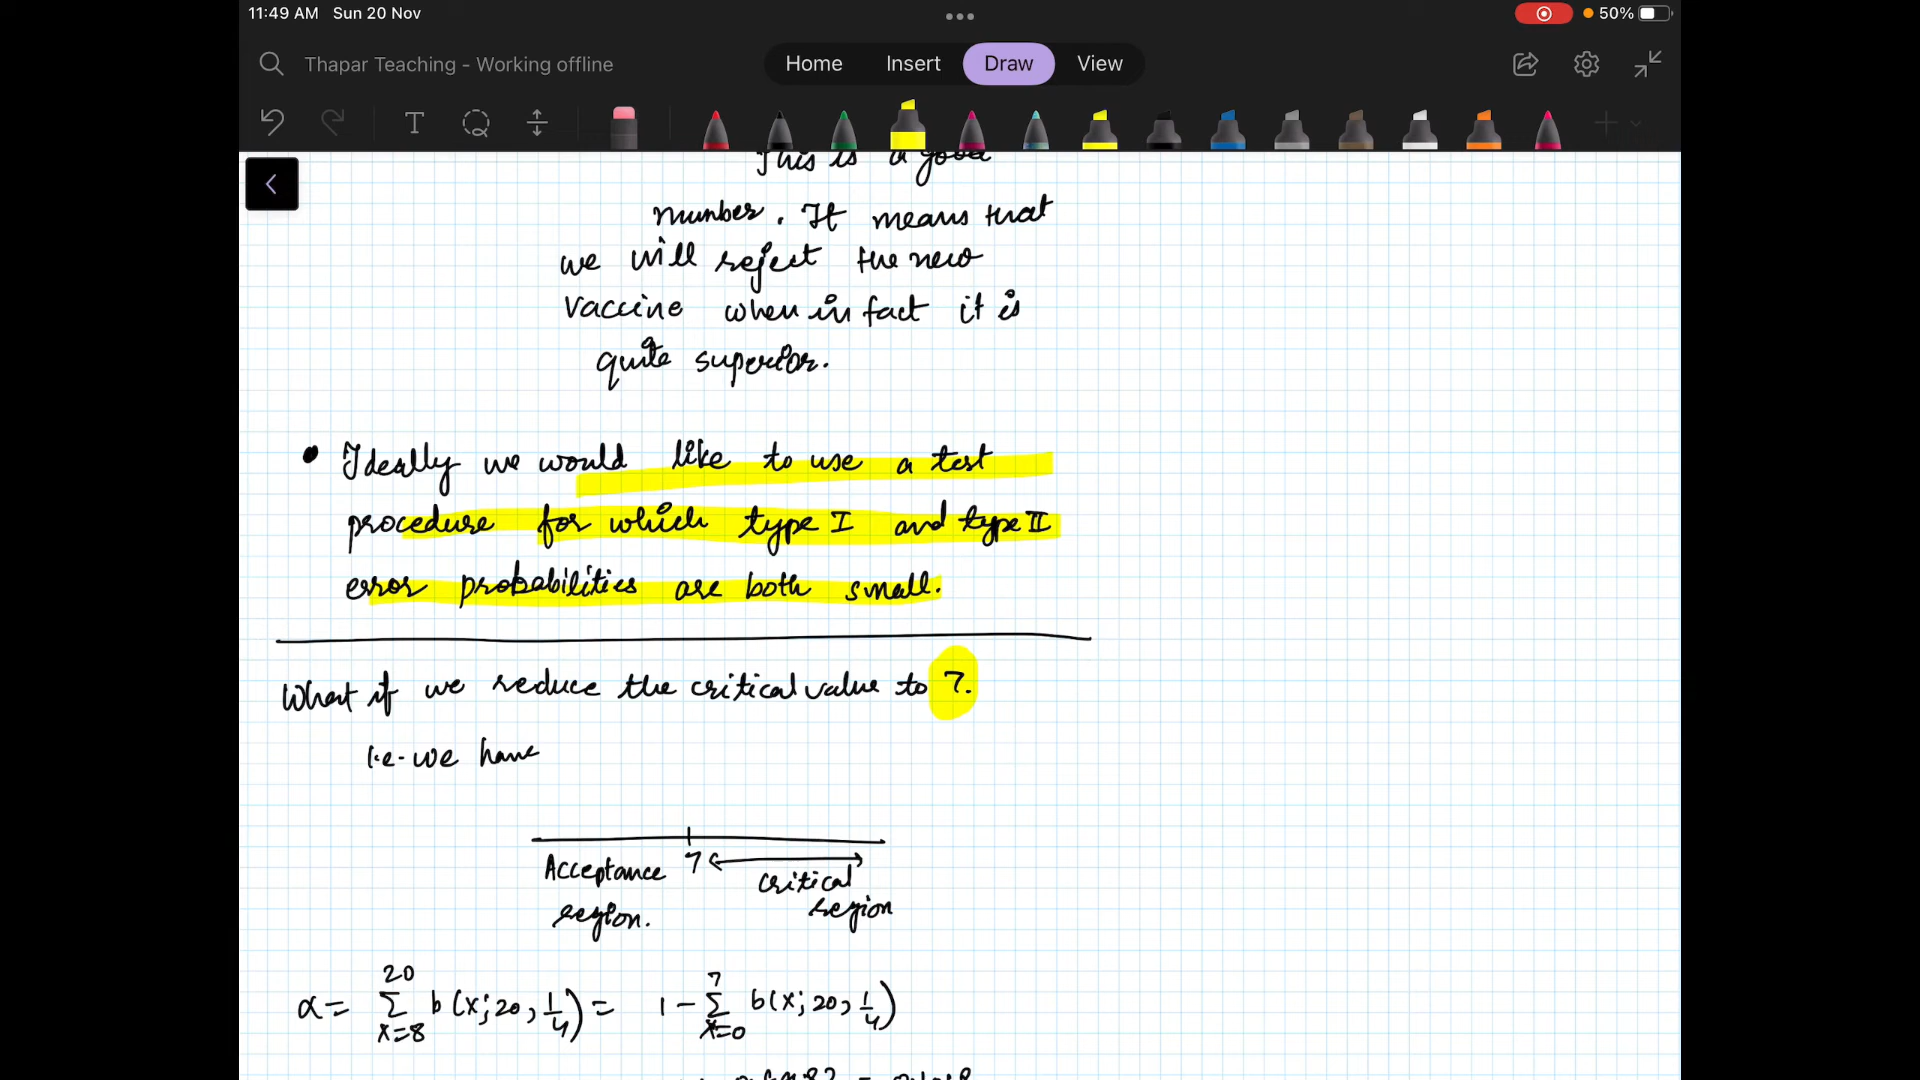 11:49 AM Sun 20 Nov
50%
Thapar Teaching - Working offline
Home Insert Draw View
This is a good
number. It means that
we will reject the new
vaccine when in fact it is
quite superior.
• Ideally we would like to use a test
procedure for which type I and type II
error probabilities are both small.
What if we reduce the critical value to 7.
i.e. we have
Acceptance 7 critical
region. region
α = 20 Σ x=8 b(x; 20, 1/4) = 1 - 7 Σ x=0 b(x; 20, 1/4)